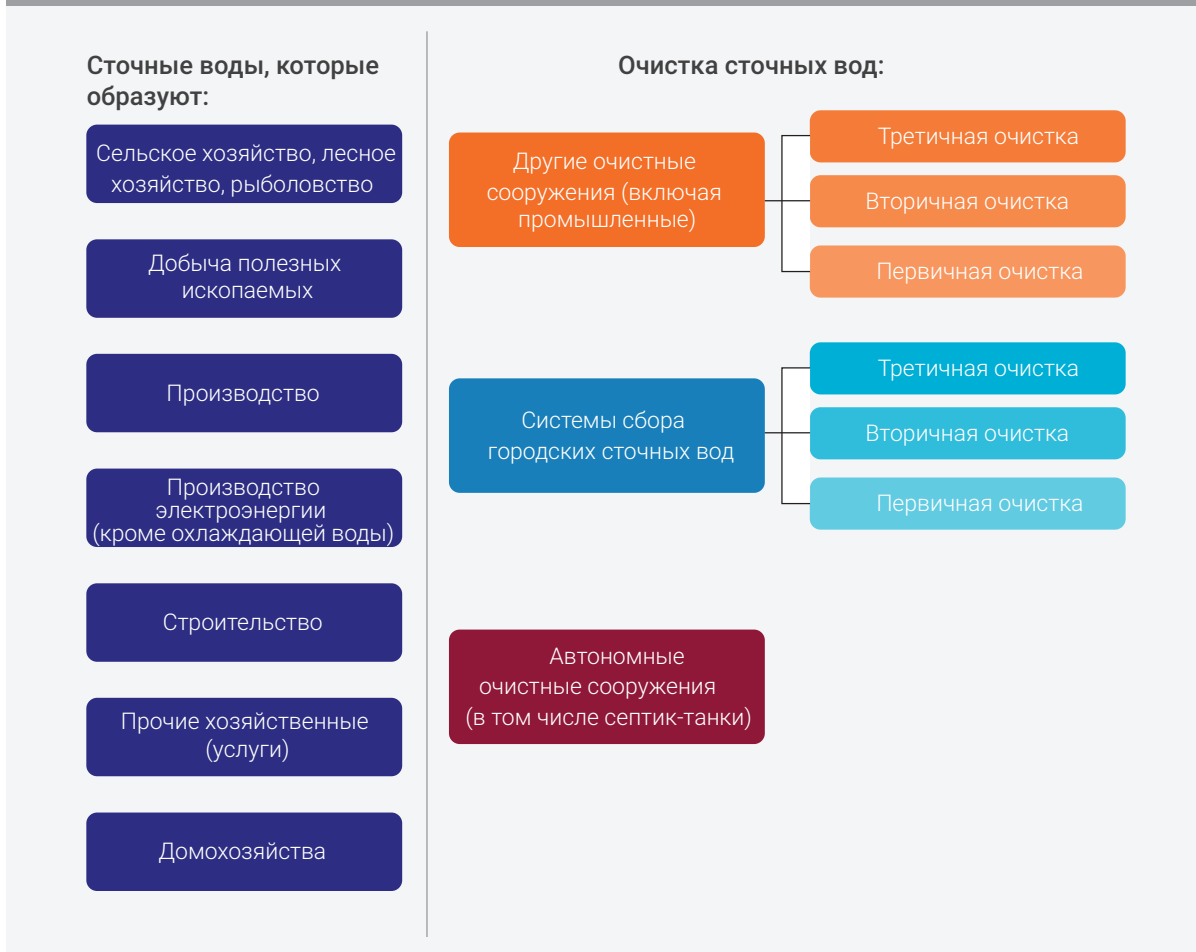 Сточные воды, которые
образуют:
Сельское хозяйство, лесное
хозяйство, рыболовство
Добыча полезных
ископаемых
Производство
Производство
электроэнергии
(кроме охлаждающей воды)
Строительство
Прочие хозяйственные
(услуги)
Домохозяйства
Очистка сточных вод:
Другие очистные
сооружения (включая
промышленные)
Третичная очистка
Вторичная очистка
Первичная очистка
Системы сбора
городских сточных вод
Третичная очистка
Вторичная очистка
Первичная очистка
Автономные
очистные сооружения
(в том числе септик-танки)